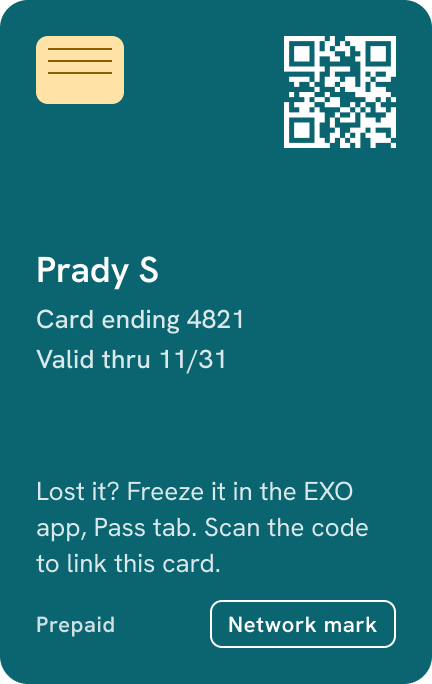 Prady S
Card ending 4821
Valid thru 11/31
Lost it? Freeze it in the EXO
app, Pass tab. Scan the code
to link this card.
Prepaid
Network mark